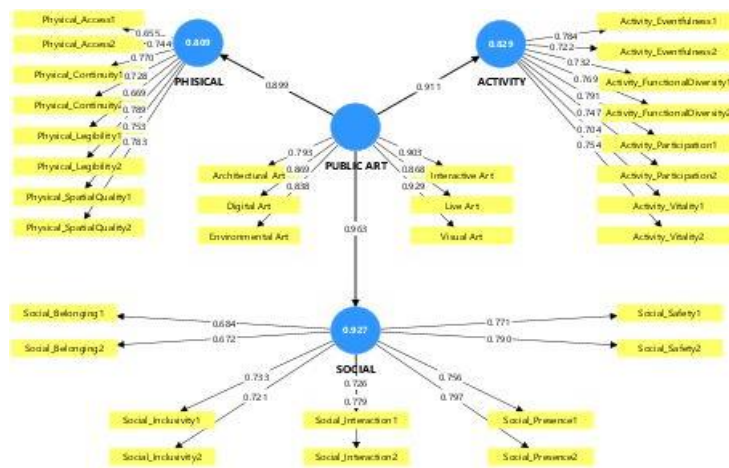 Physical_Access1
Physical_Access2
Physical_Continuity1
Physical_Continuity2
Physical_Legibility1
Physical_Legibility2
Physical_SpatialQuality1
Physical_SpatialQuality2
0.655
0.744
0.770
0.728
0.669
0.789
0.753
0.783
0.809
PHISICAL
0.899
0.911
0.829
ACTIVITY
0.784
0.722
0.732
0.769
0.791
0.747
0.704
0.754
Activity_Eventfulness1
Activity_Eventfulness2
Activity_FunctionalDiversity1
Activity_FunctionalDiversity2
Activity_Participation1
Activity_Participation2
Activity_Vitality1
Activity_Vitality2
PUBLIC ART
0.793
0.869
0.838
0.903
0.868
0.929
Architectural Art
Digital Art
Environmental Art
Interactive Art
Live Art
Visual Art
0.963
0.927
SOCIAL
Social_Belonging1
Social_Belonging2
0.684
0.672
0.771
0.790
Social_Safety1
Social_Safety2
0.733
0.721
0.726
0.779
0.756
0.797
Social_Inclusivity1
Social_Inclusivity2
Social_Interaction1
Social_Interaction2
Social_Presence1
Social_Presence2